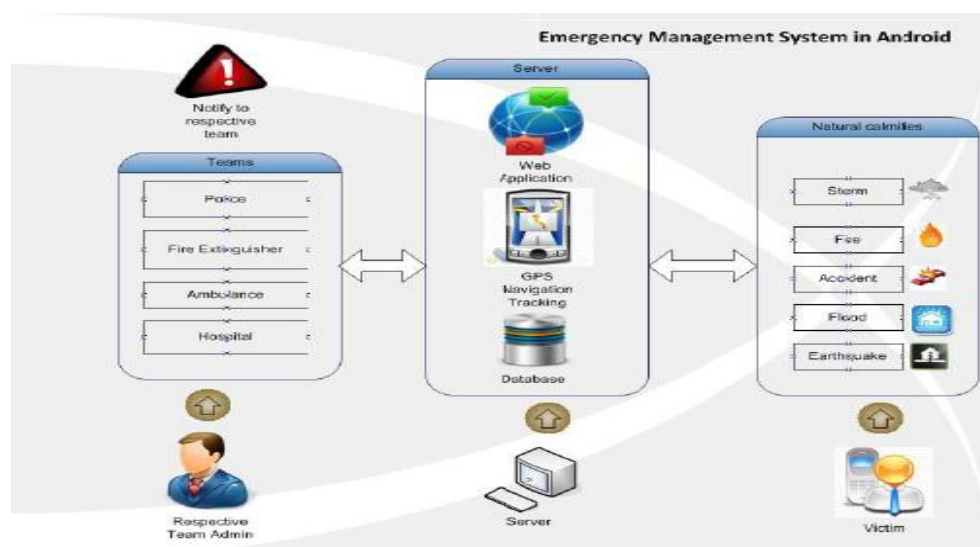 Emergency Management System in Android
Notify to
respective
team
Teams
Police
Fire Extinguisher
Ambulance
Hospital
Respective
Team Admin
Server
Web
Application
GPS
Navigation
Tracking
Database
Server
Natural calmities
Storm
Fire
Accident
Flood
Earthquake
Victim